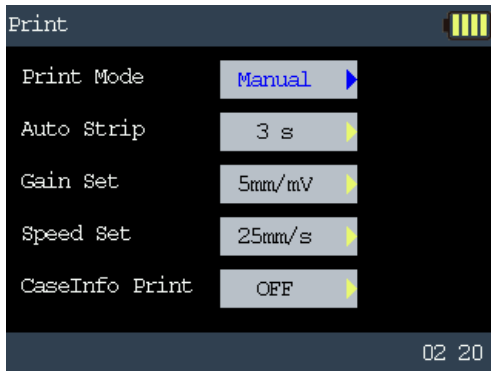 Print
Print Mode Manual
Auto Strip 3 s
Gain Set 5mm/mV
Speed Set 25mm/s
CaseInfo Print OFF
02 20